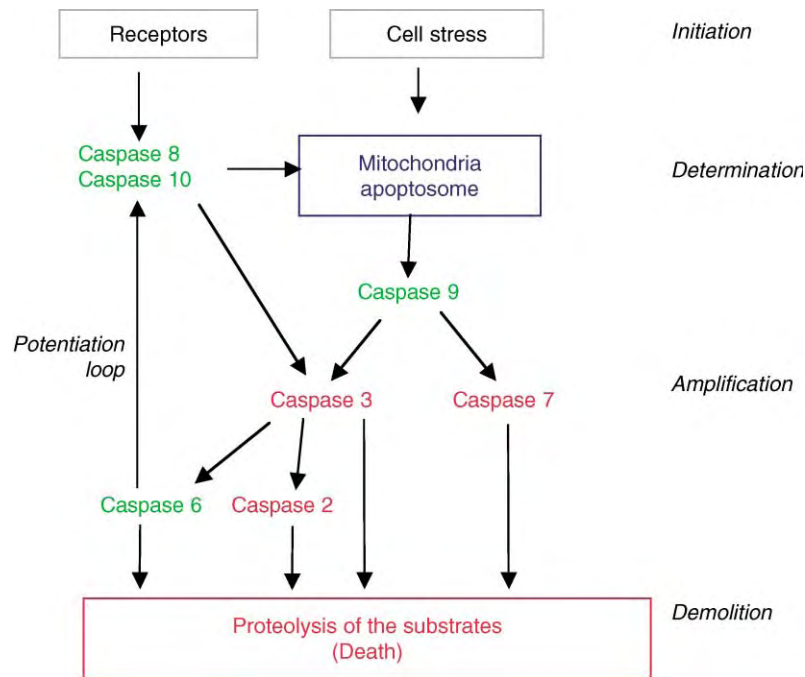 Receptors
Cell stress
Initiation
Caspase 8
Caspase 10
Mitochondria
apoptosome
Determination
Caspase 9
Potentiation
loop
Caspase 3
Caspase 7
Amplification
Caspase 6
Caspase 2
Proteolysis of the substrates
(Death)
Demolition